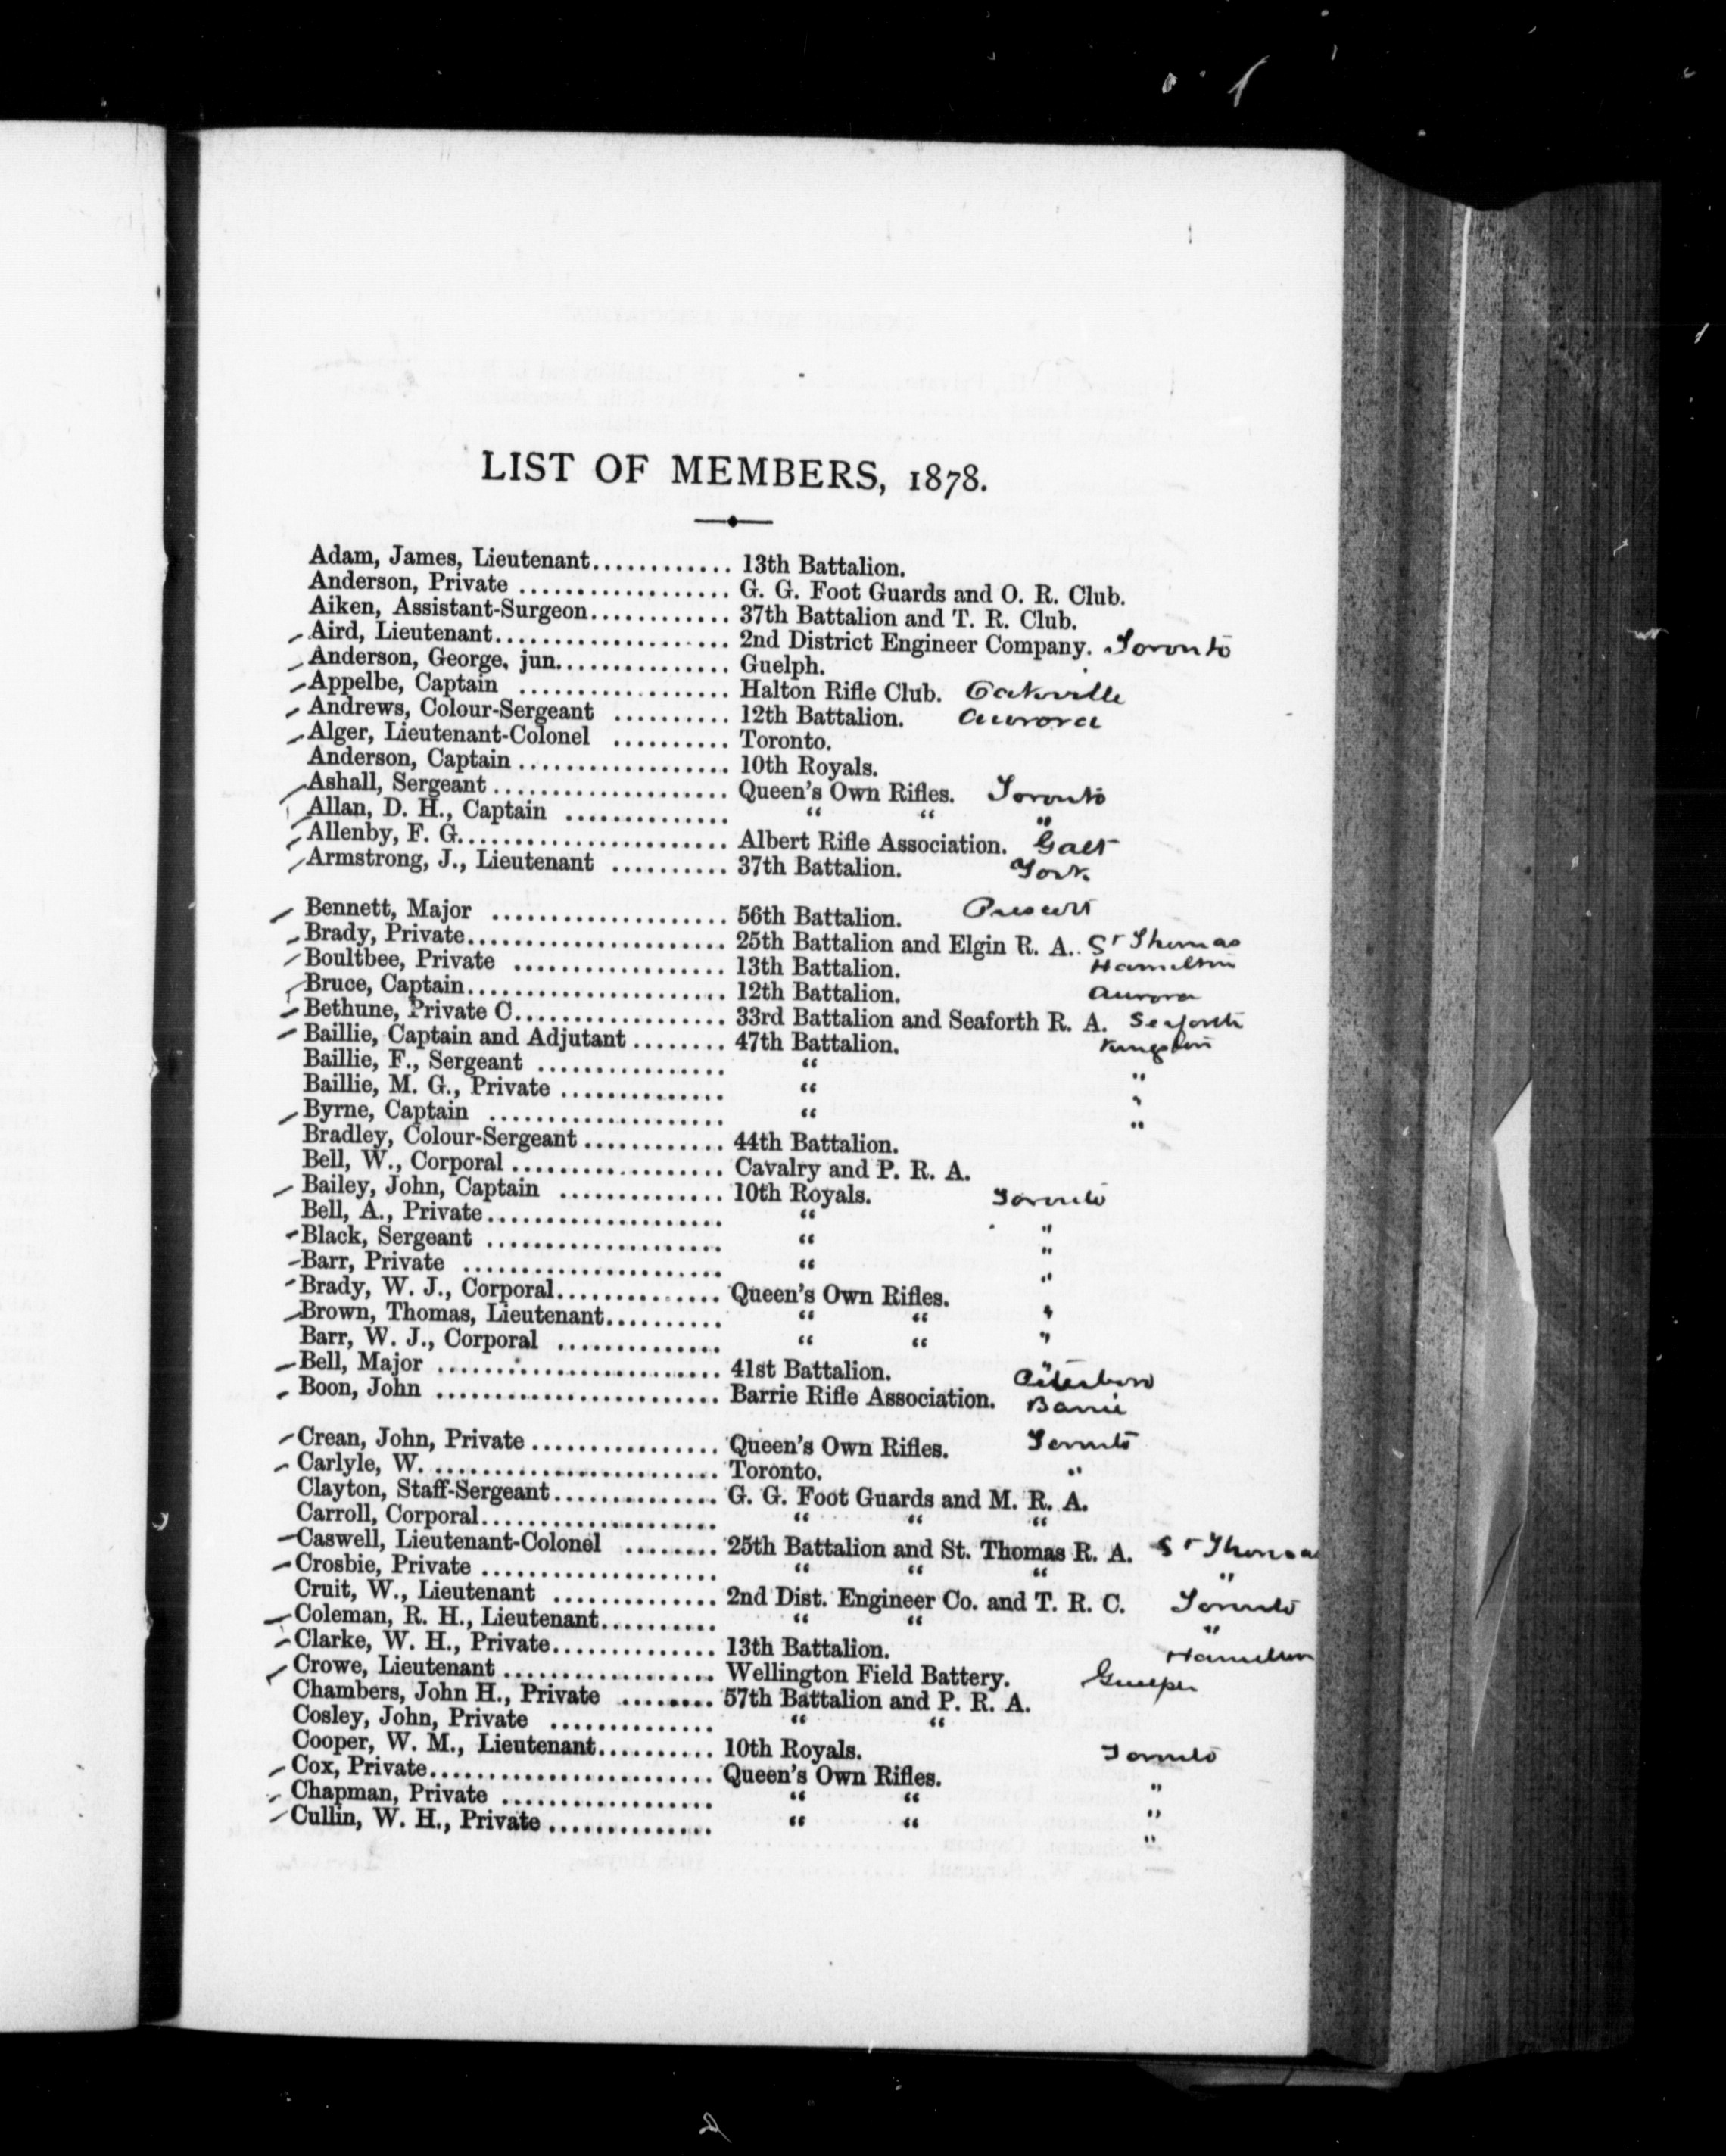 LIST OF MEMBERS, 1878.
Adam, James, Lieutenant............ 13th Battalion.
Anderson, Private .................. G. G. Foot Guards and O. R. Club.
Aiken, Assistant-Surgeon............ 37th Battalion and T. R. Club.
Aird, Lieutenant.................... 2nd District Engineer Company. Toronto
Anderson, George, jun............... Guelph.
Appelbe, Captain .................. Halton Rifle Club. Oakville
Andrews, Colour-Sergeant .......... 12th Battalion. Aurora
Alger, Lieutenant-Colonel .......... Toronto.
Anderson, Captain .................. 10th Royals.
Ashall, Sergeant .................... Queen's Own Rifles. Toronto
Allan, D. H., Captain .............. “ “ "
Allenby, F. G....................... Albert Rifle Association. Galt
Armstrong, J., Lieutenant .......... 37th Battalion. York
Bennett, Major .................... 56th Battalion. Prescott
Brady, Private...................... 25th Battalion and Elgin R. A.. St Thomas
Boultbee, Private .................. 13th Battalion. Hamilton
Bruce, Captain...................... 12th Battalion. Aurora
Bethune, Private C.................. 33rd Battalion and Seaforth R. A. Seaforth
Baillie, Captain and Adjutant ........ 47th Battalion. Kingston
Baillie, F., Sergeant ................ “ "
Baillie, M. G., Private .............. “ "
Byrne, Captain .................... “ "
Bradley, Colour-Sergeant ............ 44th Battalion.
Bell, W., Corporal .................. Cavalry and P. R. A.
Bailey, John, Captain .............. 10th Royals. Toronto
Bell, A., Private.................... “ "
Black, Sergeant .................... “ "
Barr, Private ...................... “ "
Brady, W. J., Corporal.............. Queen's Own Rifles. "
Brown, Thomas, Lieutenant.......... “ “ "
Barr, W. J., Corporal .............. “ “ "
Bell, Major ........................ 41st Battalion.
Boon, John ........................ Barrie Rifle Association. Barrie
Crean, John, Private ................ Queen's Own Rifles. Toronto
Carlyle, W. ........................ Toronto. "
Clayton, Staff-Sergeant.............. G. G. Foot Guards and M. R. A.
Carroll, Corporal.................... “ “ “
Caswell, Lieutenant-Colonel ........ 25th Battalion and St. Thomas R. A. St Thomas
Crosbie, Private .................... “ “ “ "
Cruit, W., Lieutenant .............. 2nd Dist. Engineer Co. and T. R. C. Toronto
Coleman, R. H., Lieutenant.......... “ “ "
Clarke, W. H., Private.............. 13th Battalion. Hamilton
Crowe, Lieutenant .................. Wellington Field Battery. Guelph
Chambers, John H., Private ........ 57th Battalion and P. R. A.
Cosley, John, Private .............. “ “
Cooper, W. M., Lieutenant.......... 10th Royals. Toronto
Cox, Private........................ Queen's Own Rifles. "
Chapman, Private .................. “ “ "
Cullin, W. H., Private .............. “ “ "